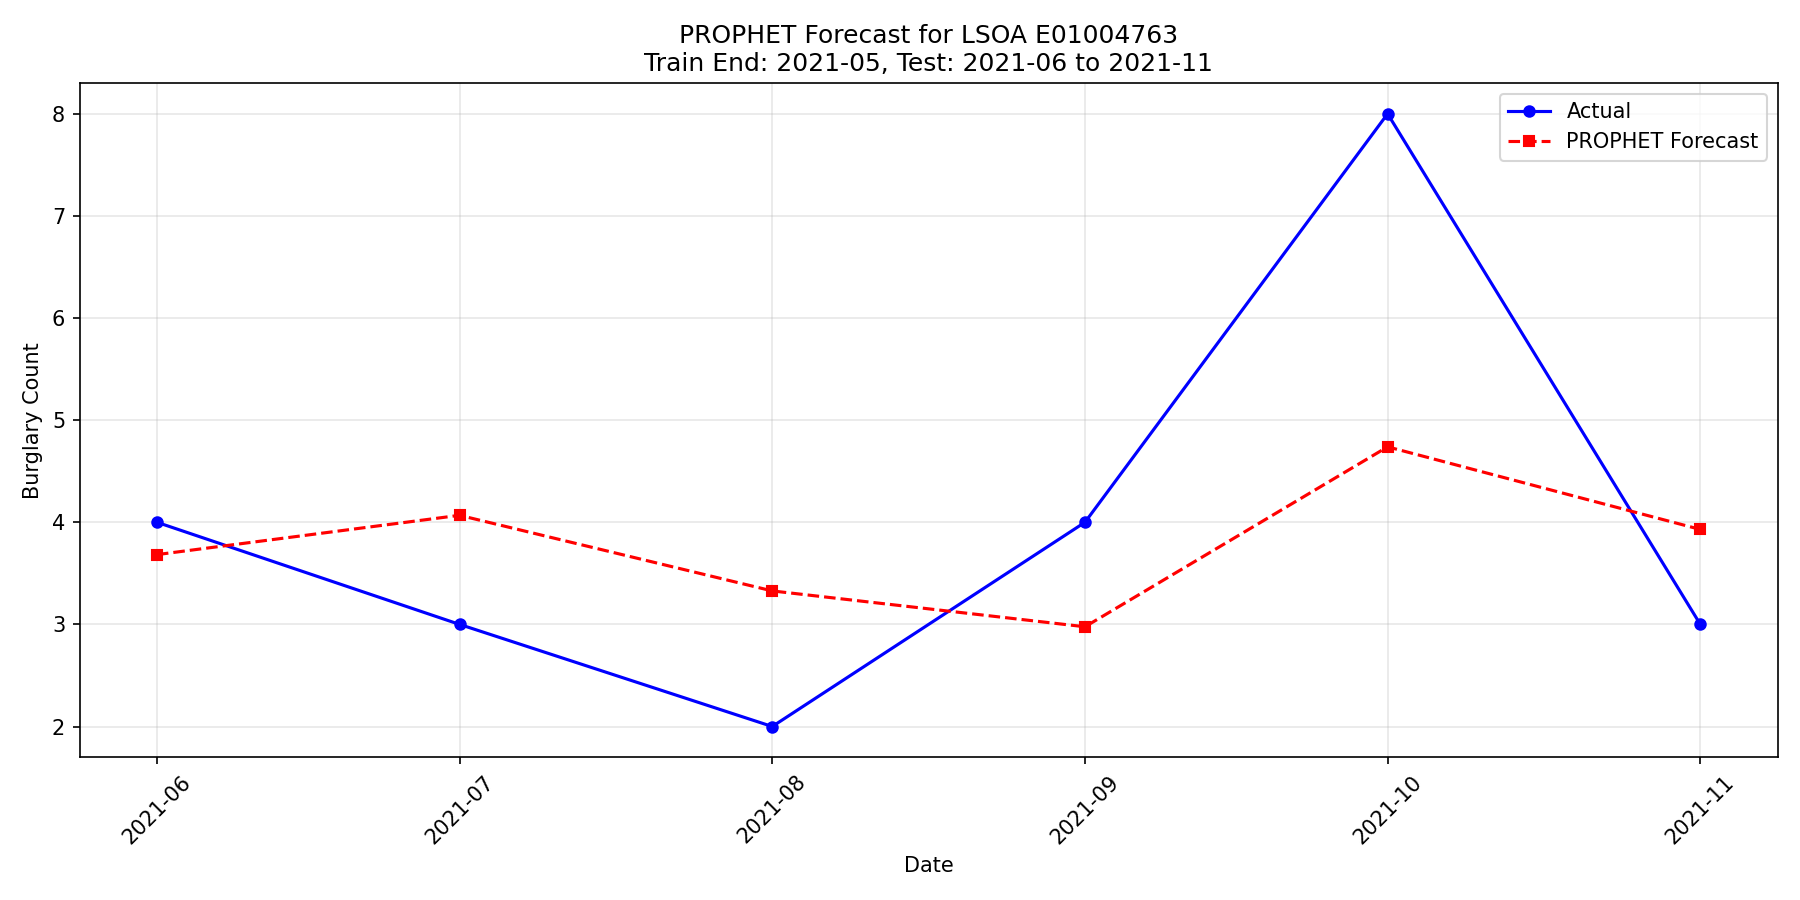 PROPHET Forecast for LSOA E01004763
Train End: 2021-05, Test: 2021-06 to 2021-11
Actual
PROPHET Forecast
Burglary Count
8
7
6
5
4
3
2
2021-06
2021-07
2021-08
2021-09
2021-10
2021-11
Date